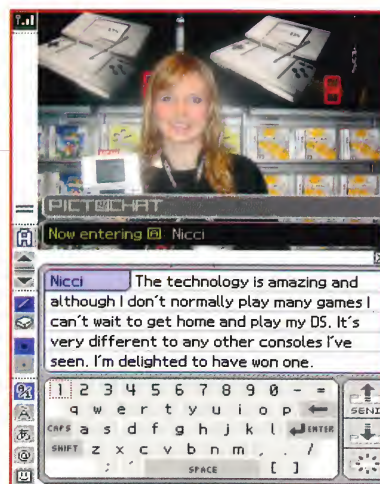 PICTOCHAT
Now entering A Nicci
Nicci
The technology is amazing and
although I don't normally play many games I
can't wait to get home and play my DS. It's
very different to any other consoles I've
seen. I'm delighted to have won one.
1 2 3 4 5 6 7 8 9 0 - =
q w e r t y u i o p
CAPS a s d f g h j k l ENTER
SHIFT z x c v b n m , . /
; ' SPACE [ ]
SEND